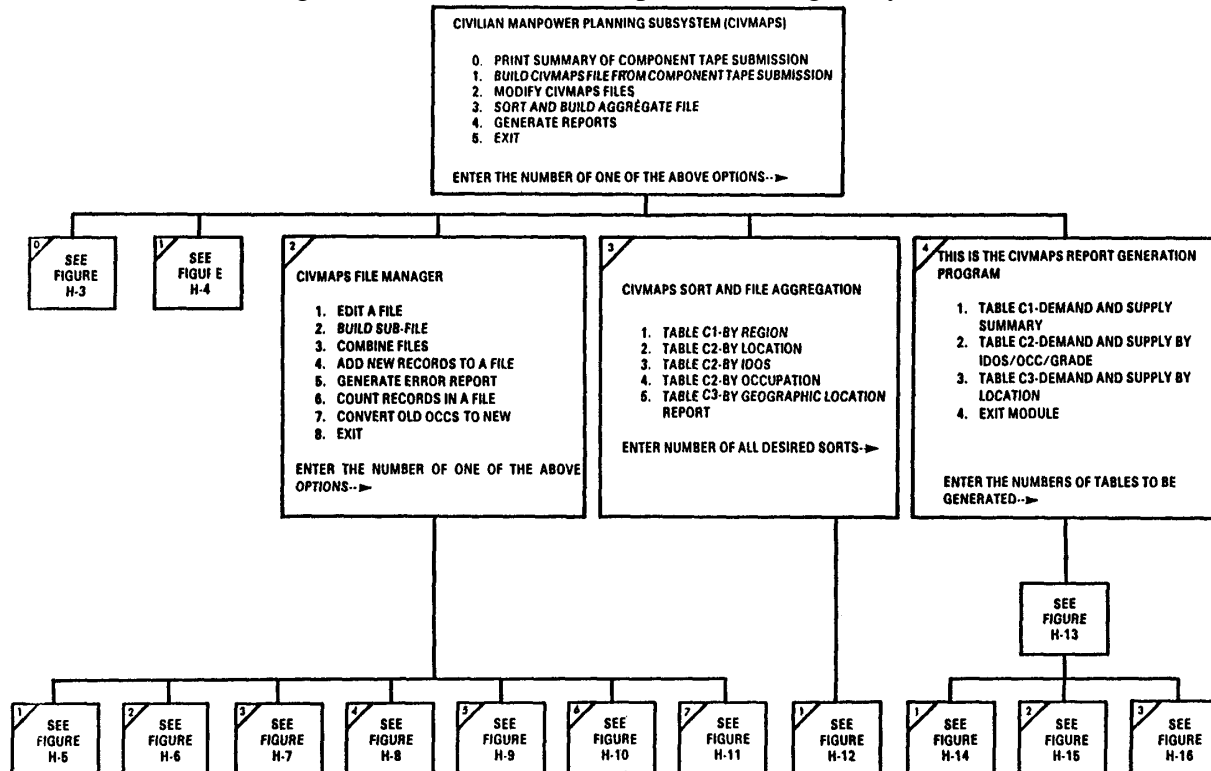 CIVILIAN MANPOWER PLANNING SUBSYSTEM (CIVMAPS)
0. PRINT SUMMARY OF COMPONENT TAPE SUBMISSION
1. BUILD CIVMAPS FILE FROM COMPONENT TAPE SUBMISSION
2. MODIFY CIVMAPS FILES
3. SORT AND BUILD AGGREGATE FILE
4. GENERATE REPORTS
5. EXIT
ENTER THE NUMBER OF ONE OF THE ABOVE OPTIONS--►
0
SEE
FIGURE
H-3
1
SEE
FIGURE
H-4
2
CIVMAPS FILE MANAGER
1. EDIT A FILE
2. BUILD SUB-FILE
3. COMBINE FILES
4. ADD NEW RECORDS TO A FILE
5. GENERATE ERROR REPORT
6. COUNT RECORDS IN A FILE
7. CONVERT OLD OCCS TO NEW
8. EXIT
ENTER THE NUMBER OF ONE OF THE ABOVE
OPTIONS--►
3
CIVMAPS SORT AND FILE AGGREGATION
1. TABLE C1-BY REGION
2. TABLE C2-BY LOCATION
3. TABLE C2-BY IDOS
4. TABLE C2-BY OCCUPATION
5. TABLE C3-BY GEOGRAPHIC LOCATION
REPORT
ENTER NUMBER OF ALL DESIRED SORTS--►
4
THIS IS THE CIVMAPS REPORT GENERATION
PROGRAM
1. TABLE C1-DEMAND AND SUPPLY
SUMMARY
2. TABLE C2-DEMAND AND SUPPLY BY
IDOS/OCC/GRADE
3. TABLE C3-DEMAND AND SUPPLY BY
LOCATION
4. EXIT MODULE
ENTER THE NUMBERS OF TABLES TO BE
GENERATED--►
SEE
FIGURE
H-13
1
SEE
FIGURE
H-5
2
SEE
FIGURE
H-6
3
SEE
FIGURE
H-7
4
SEE
FIGURE
H-8
5
SEE
FIGURE
H-9
6
SEE
FIGURE
H-10
7
SEE
FIGURE
H-11
1
SEE
FIGURE
H-12
1
SEE
FIGURE
H-14
2
SEE
FIGURE
H-15
3
SEE
FIGURE
H-16